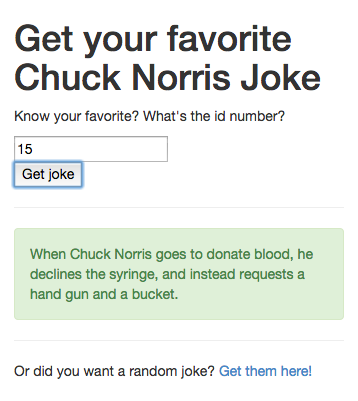 Get your favorite
Chuck Norris Joke
Know your favorite? What's the id number?
15
Get joke
When Chuck Norris goes to donate blood, he
declines the syringe, and instead requests a
hand gun and a bucket.
Or did you want a random joke? Get them here!